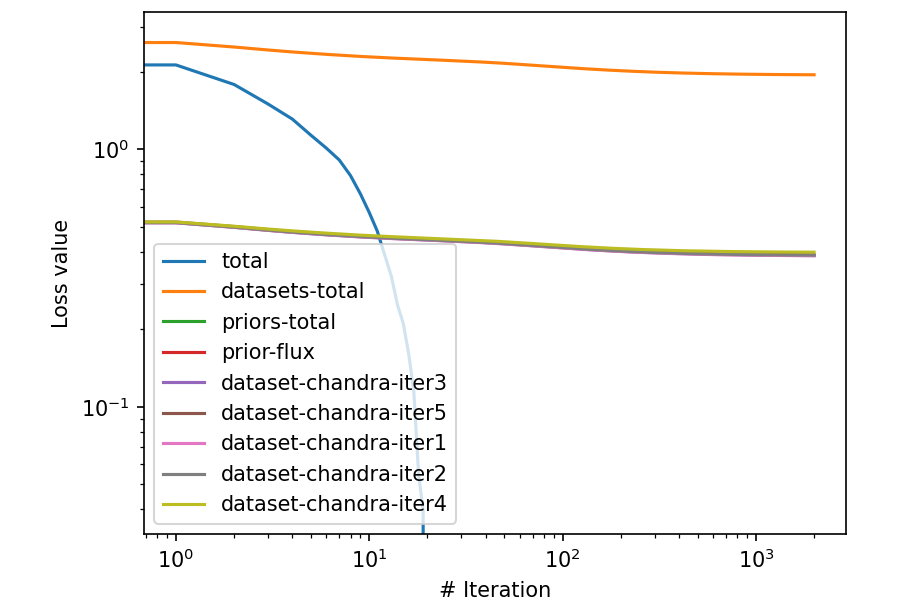 10⁰
10⁻¹
Loss value
total
datasets-total
priors-total
prior-flux
dataset-chandra-iter3
dataset-chandra-iter5
dataset-chandra-iter1
dataset-chandra-iter2
dataset-chandra-iter4
10⁰ 10¹ 10² 10³
# Iteration